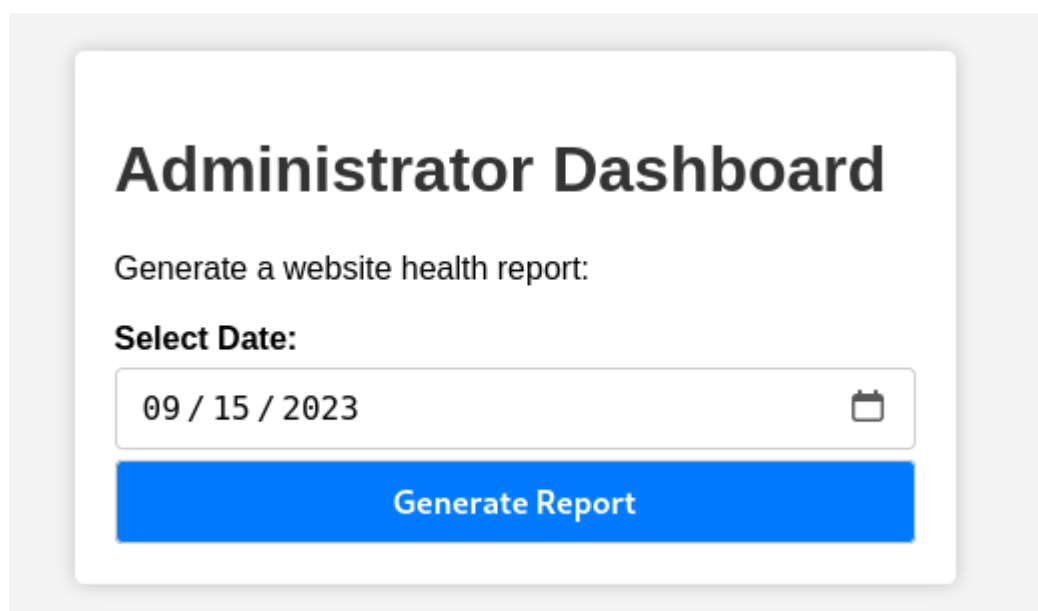 Administrator Dashboard
Generate a website health report:
Select Date:
09/15/2023
Generate Report